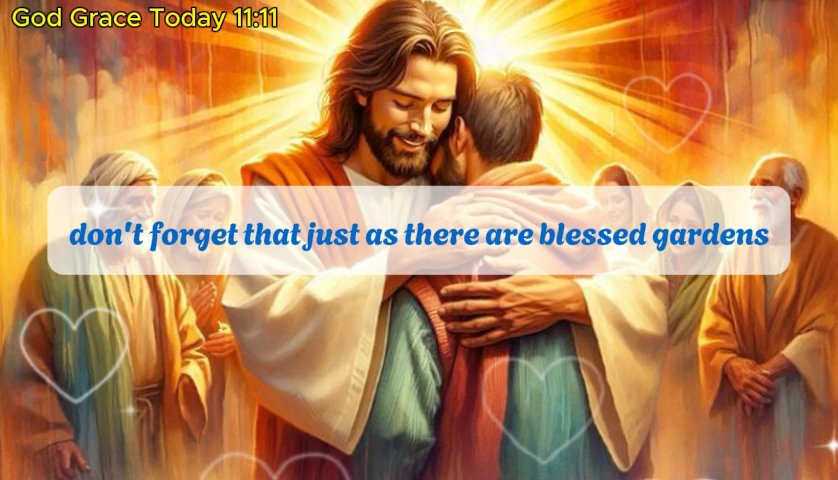 God Grace Today 11:11
don't forget that just as there are blessed gardens